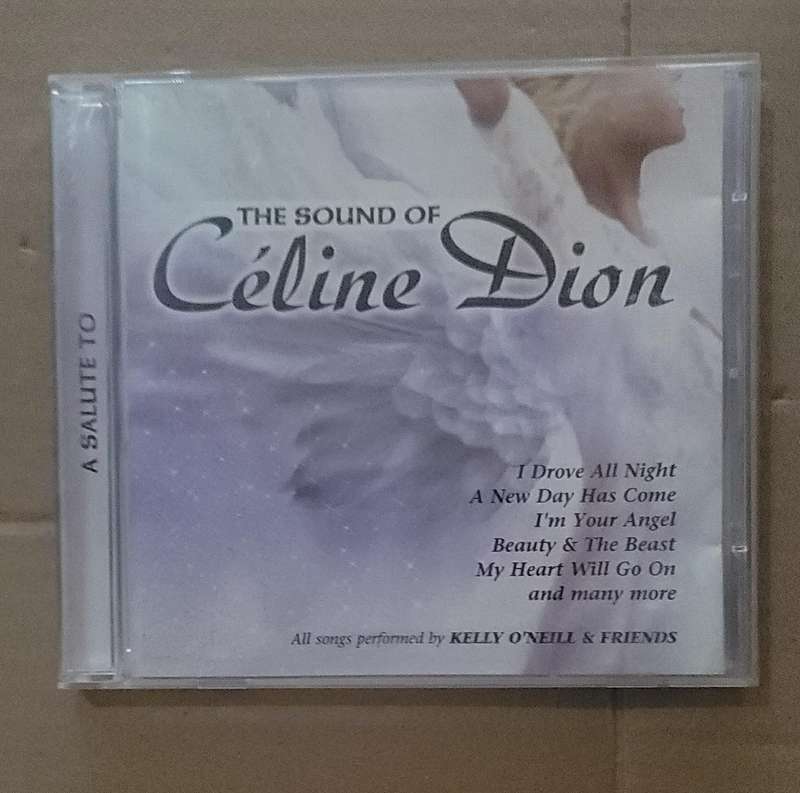 A SALUTE TO
THE SOUND OF
Céline Dion
I Drove All Night
A New Day Has Come
I'm Your Angel
Beauty & The Beast
My Heart Will Go On
and many more
All songs performed by KELLY O'NEILL & FRIENDS